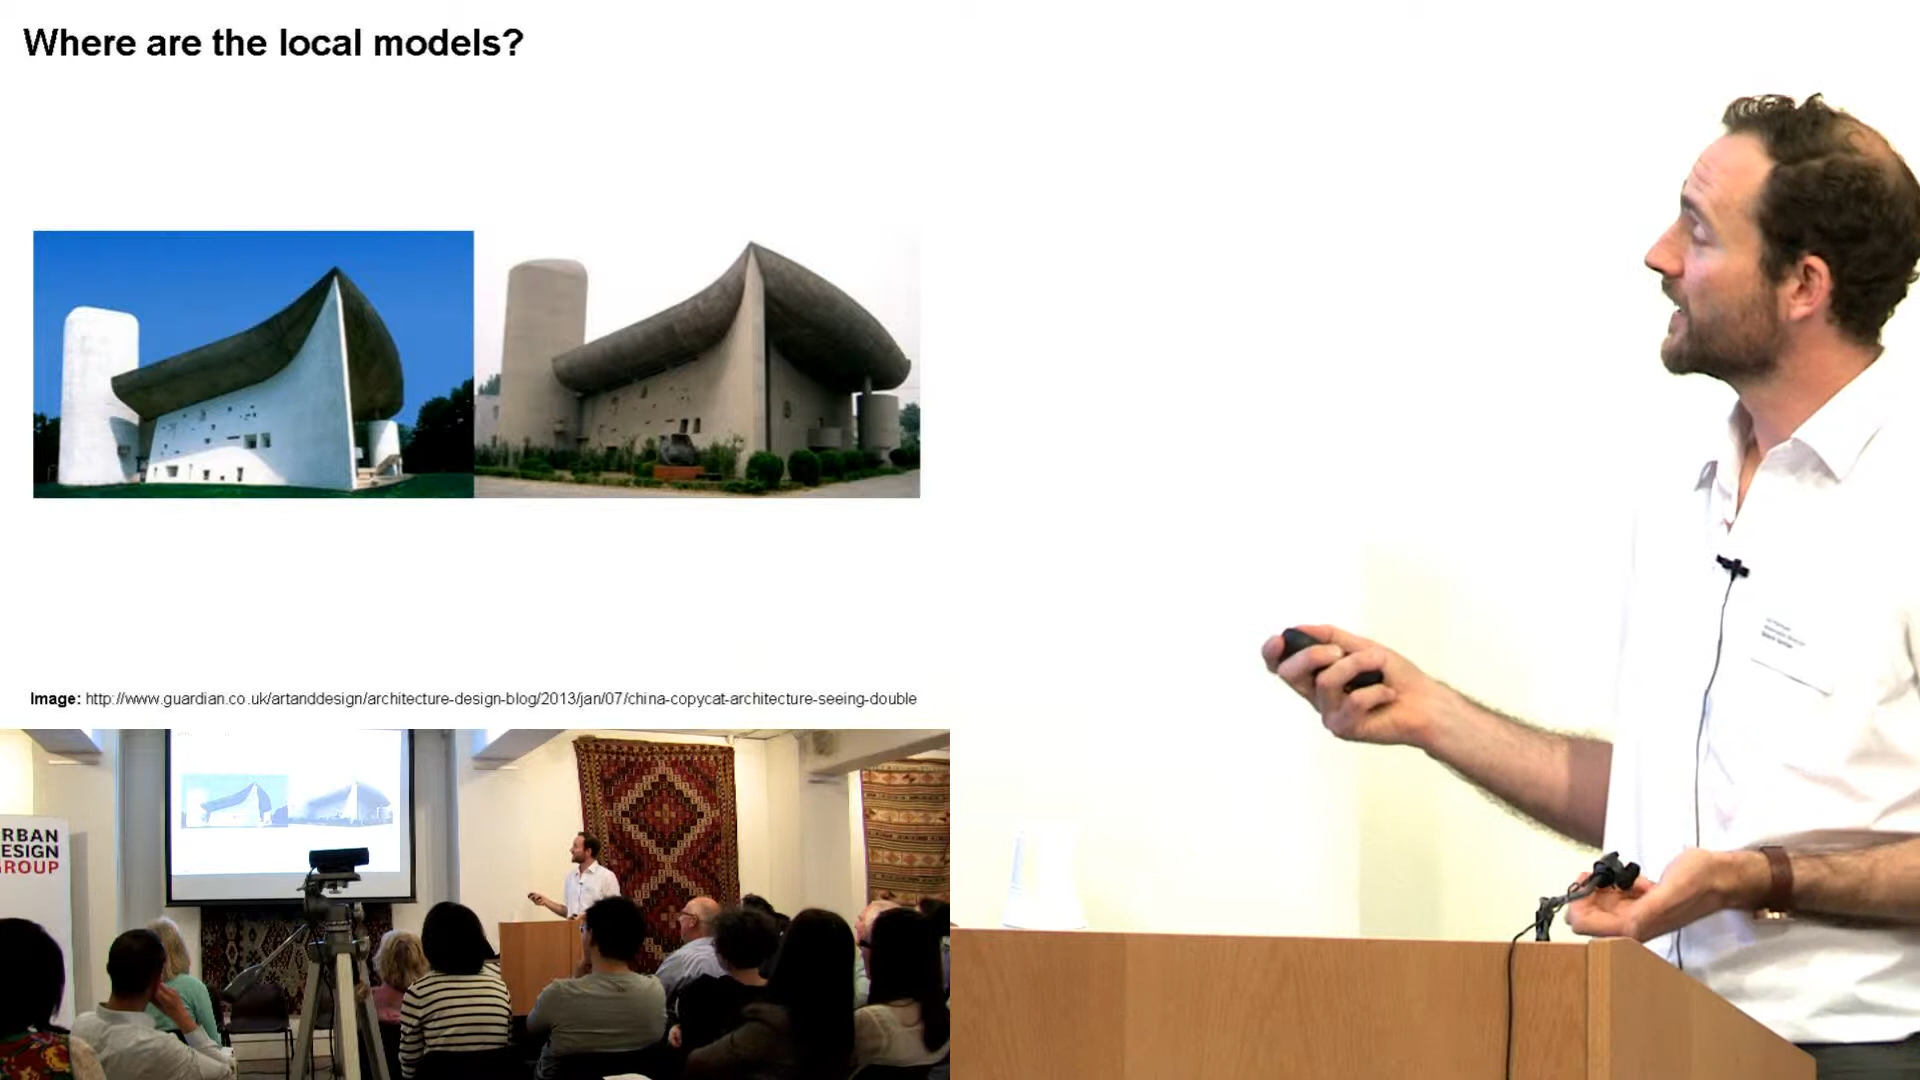 Where are the local models?
Image: http://www.guardian.co.uk/artanddesign/architecture-design-blog/2013/jan/07/china-copycat-architecture-seeing-double
RBAN
ESIGN
GROUP